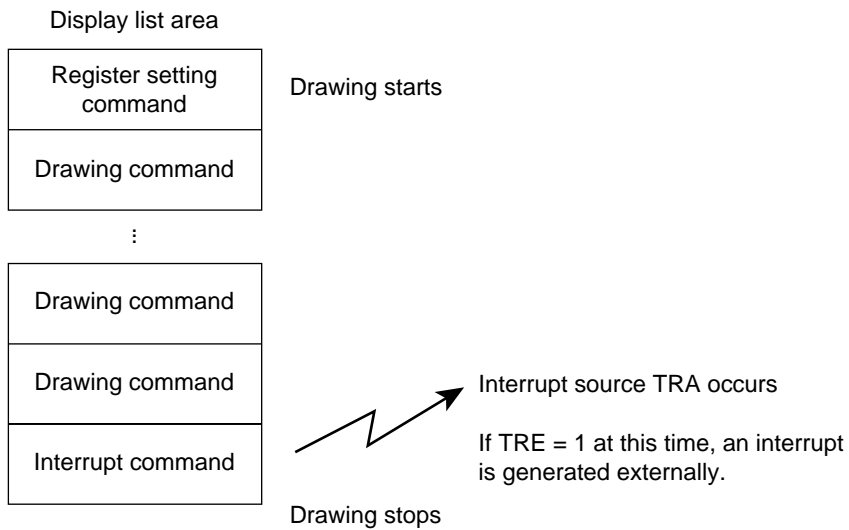 Display list area
Register setting
command
Drawing starts
Drawing command
...
Drawing command
Drawing command
Interrupt source TRA occurs
Interrupt command
If TRE = 1 at this time, an interrupt
is generated externally.
Drawing stops